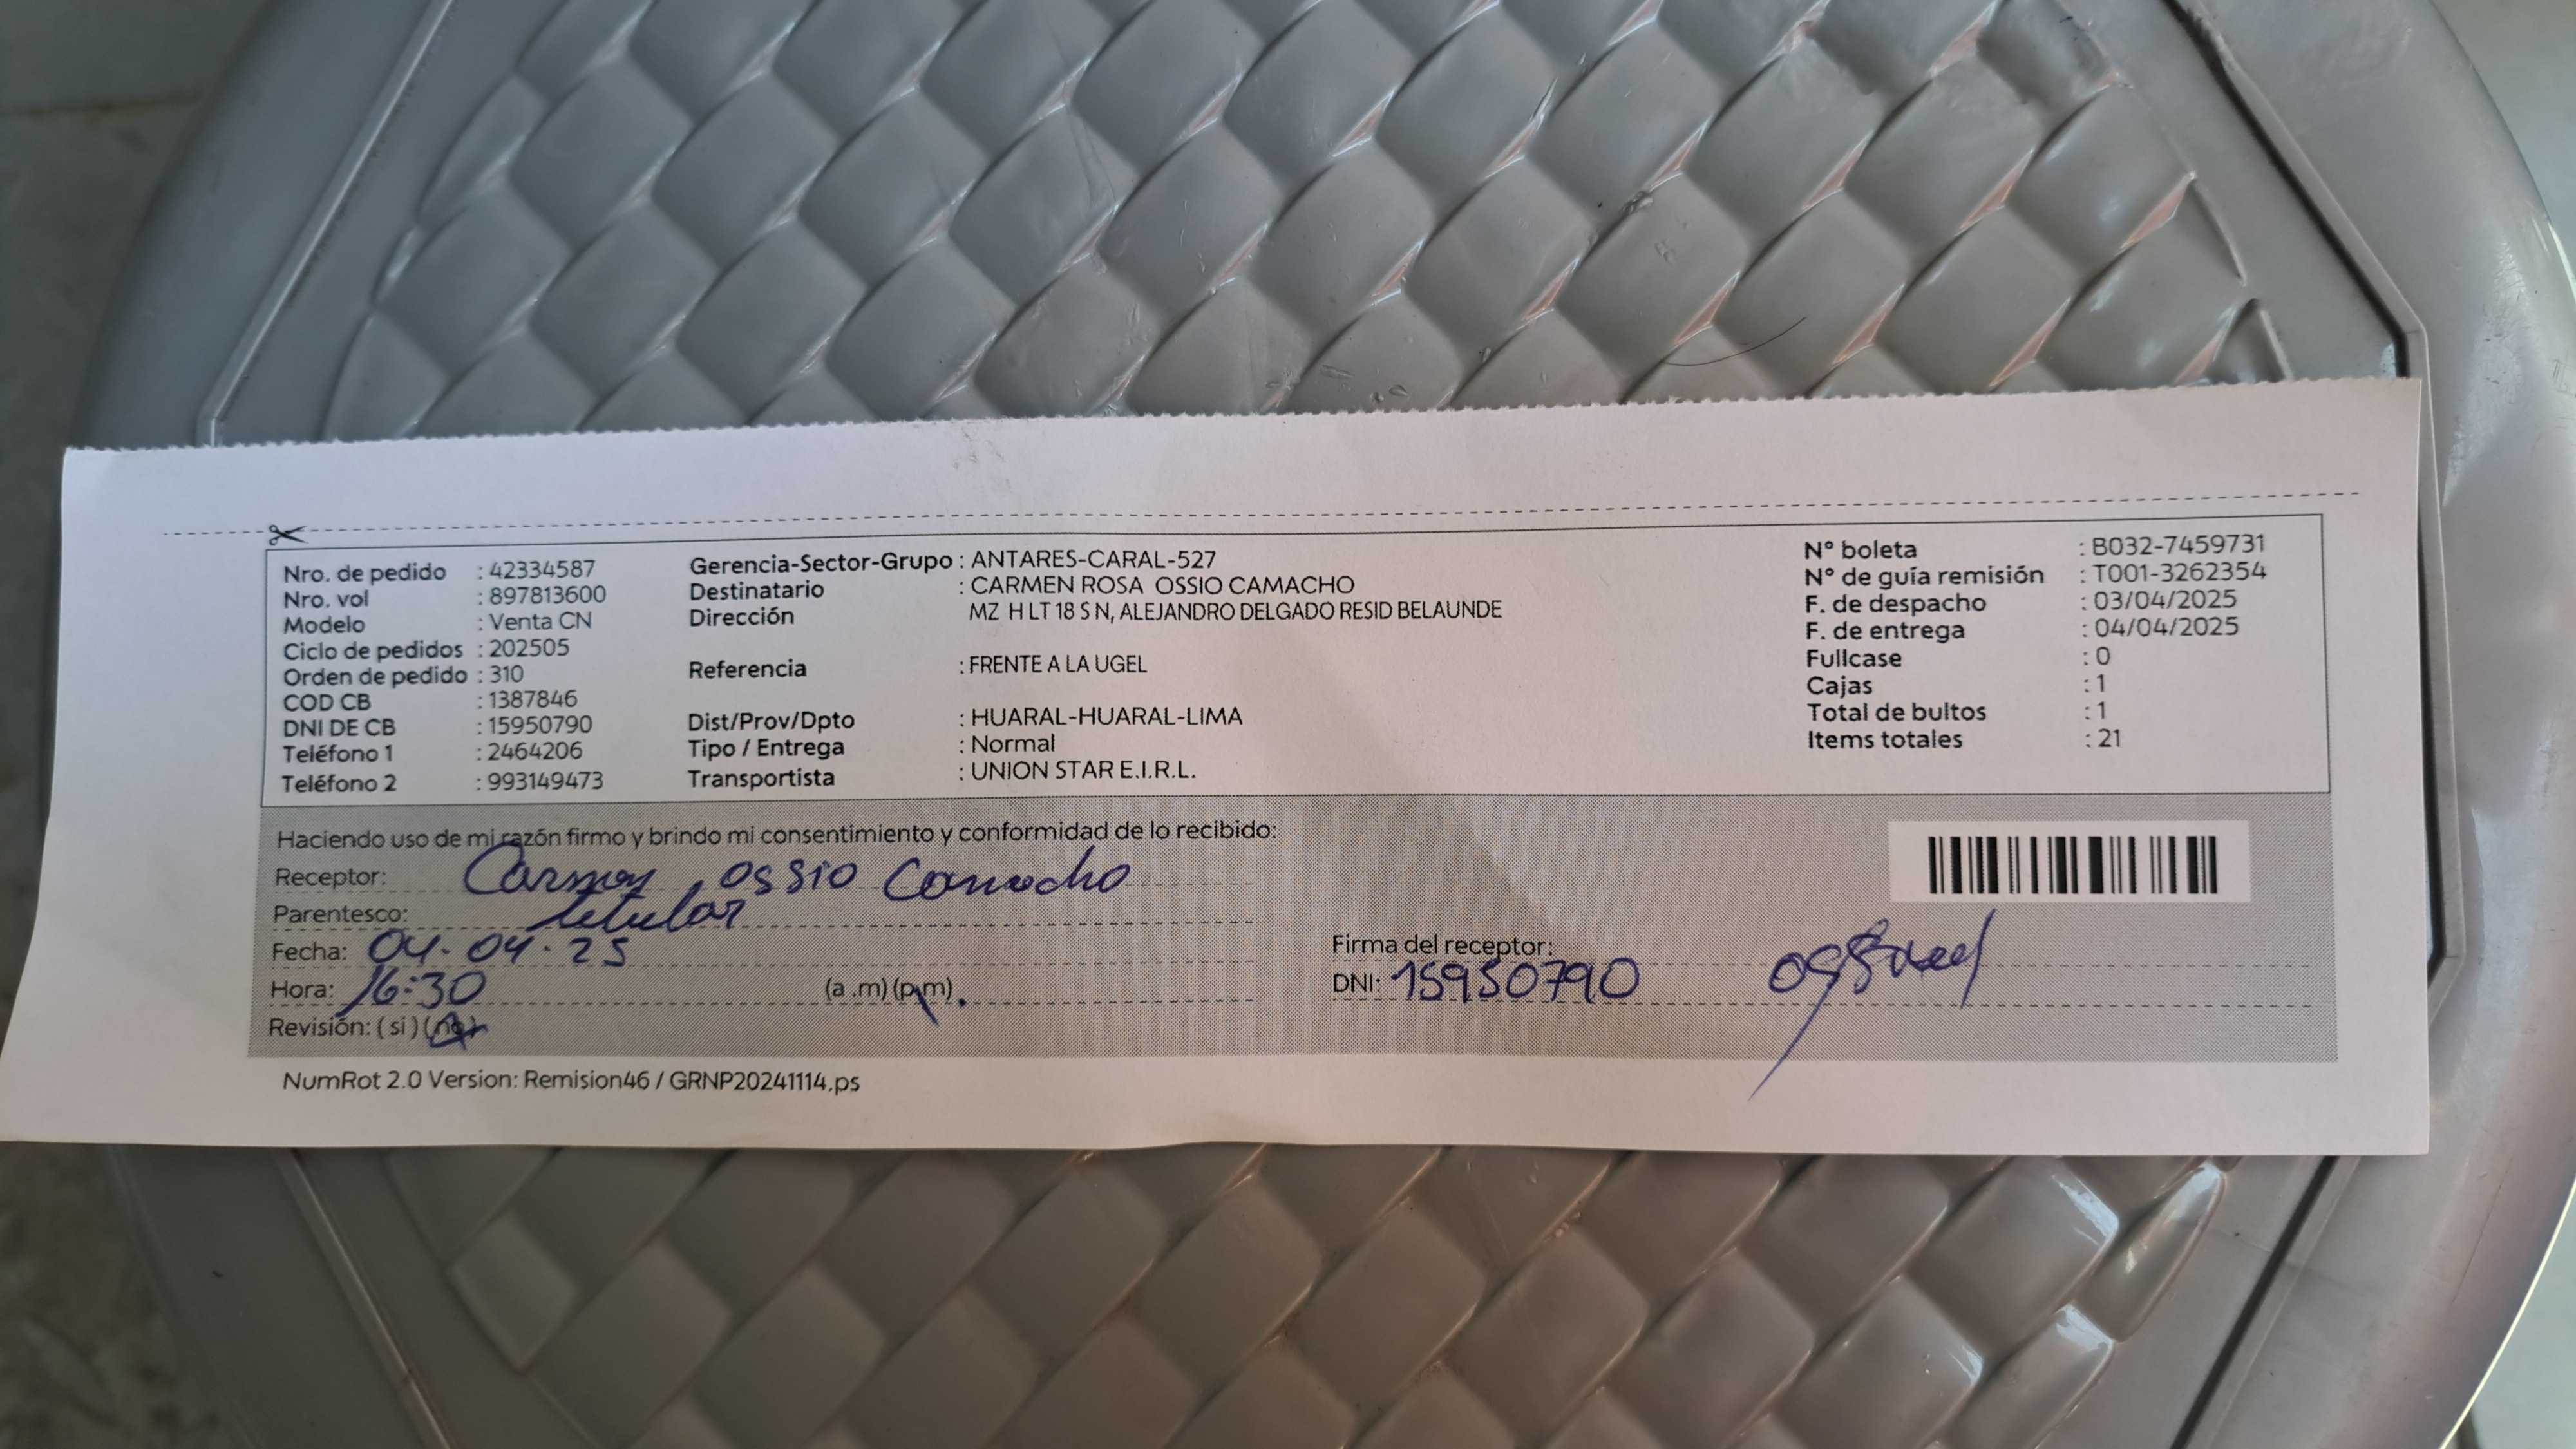 Nro. de pedido : 42334587
Nro. vol : 897813600
Modelo : Venta CN
Ciclo de pedidos : 202505
Orden de pedido : 310
COD CB : 1387846
DNI DE CB : 15950790
Teléfono 1 : 2464206
Teléfono 2 : 993149473
Gerencia-Sector-Grupo : ANTARES-CARAL-527
Destinatario : CARMEN ROSA OSSIO CAMACHO
Dirección MZ H LT 18 S N, ALEJANDRO DELGADO RESID BELAUNDE
Referencia : FRENTE A LA UGEL
Dist/Prov/Dpto : HUARAL-HUARAL-LIMA
Tipo / Entrega : Normal
Transportista : UNION STAR E.I.R.L.
N° boleta : B032-7459731
N° de guía remisión : T001-3262354
F. de despacho : 03/04/2025
F. de entrega : 04/04/2025
Fullcase : 0
Cajas : 1
Total de bultos : 1
Items totales : 21
Haciendo uso de mi razón firmo y brindo mi consentimiento y conformidad de lo recibido:
Receptor: Carmen Ossio Camacho
Parentesco: titular
Fecha: 04-04-25
Hora: 16:30 (a .m) (p.m)
Revisión: ( si ) (no)
Firma del receptor:
DNI: 15950790
NumRot 2.0 Version: Remision46 / GRNP20241114.ps